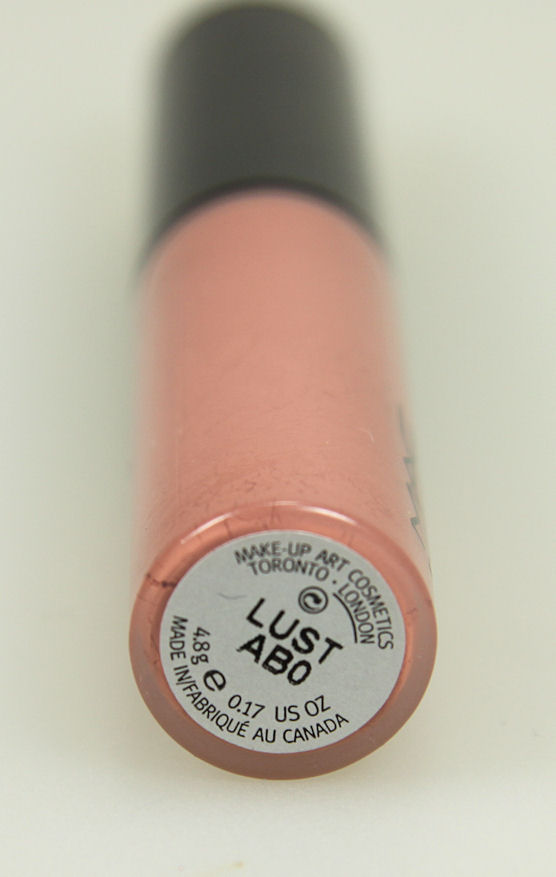 MAKE-UP ART COSMETICS
TORONTO · LONDON
LUST
AB0
4.8g e 0.17 US OZ
MADE IN/FABRIQUÉ AU CANADA